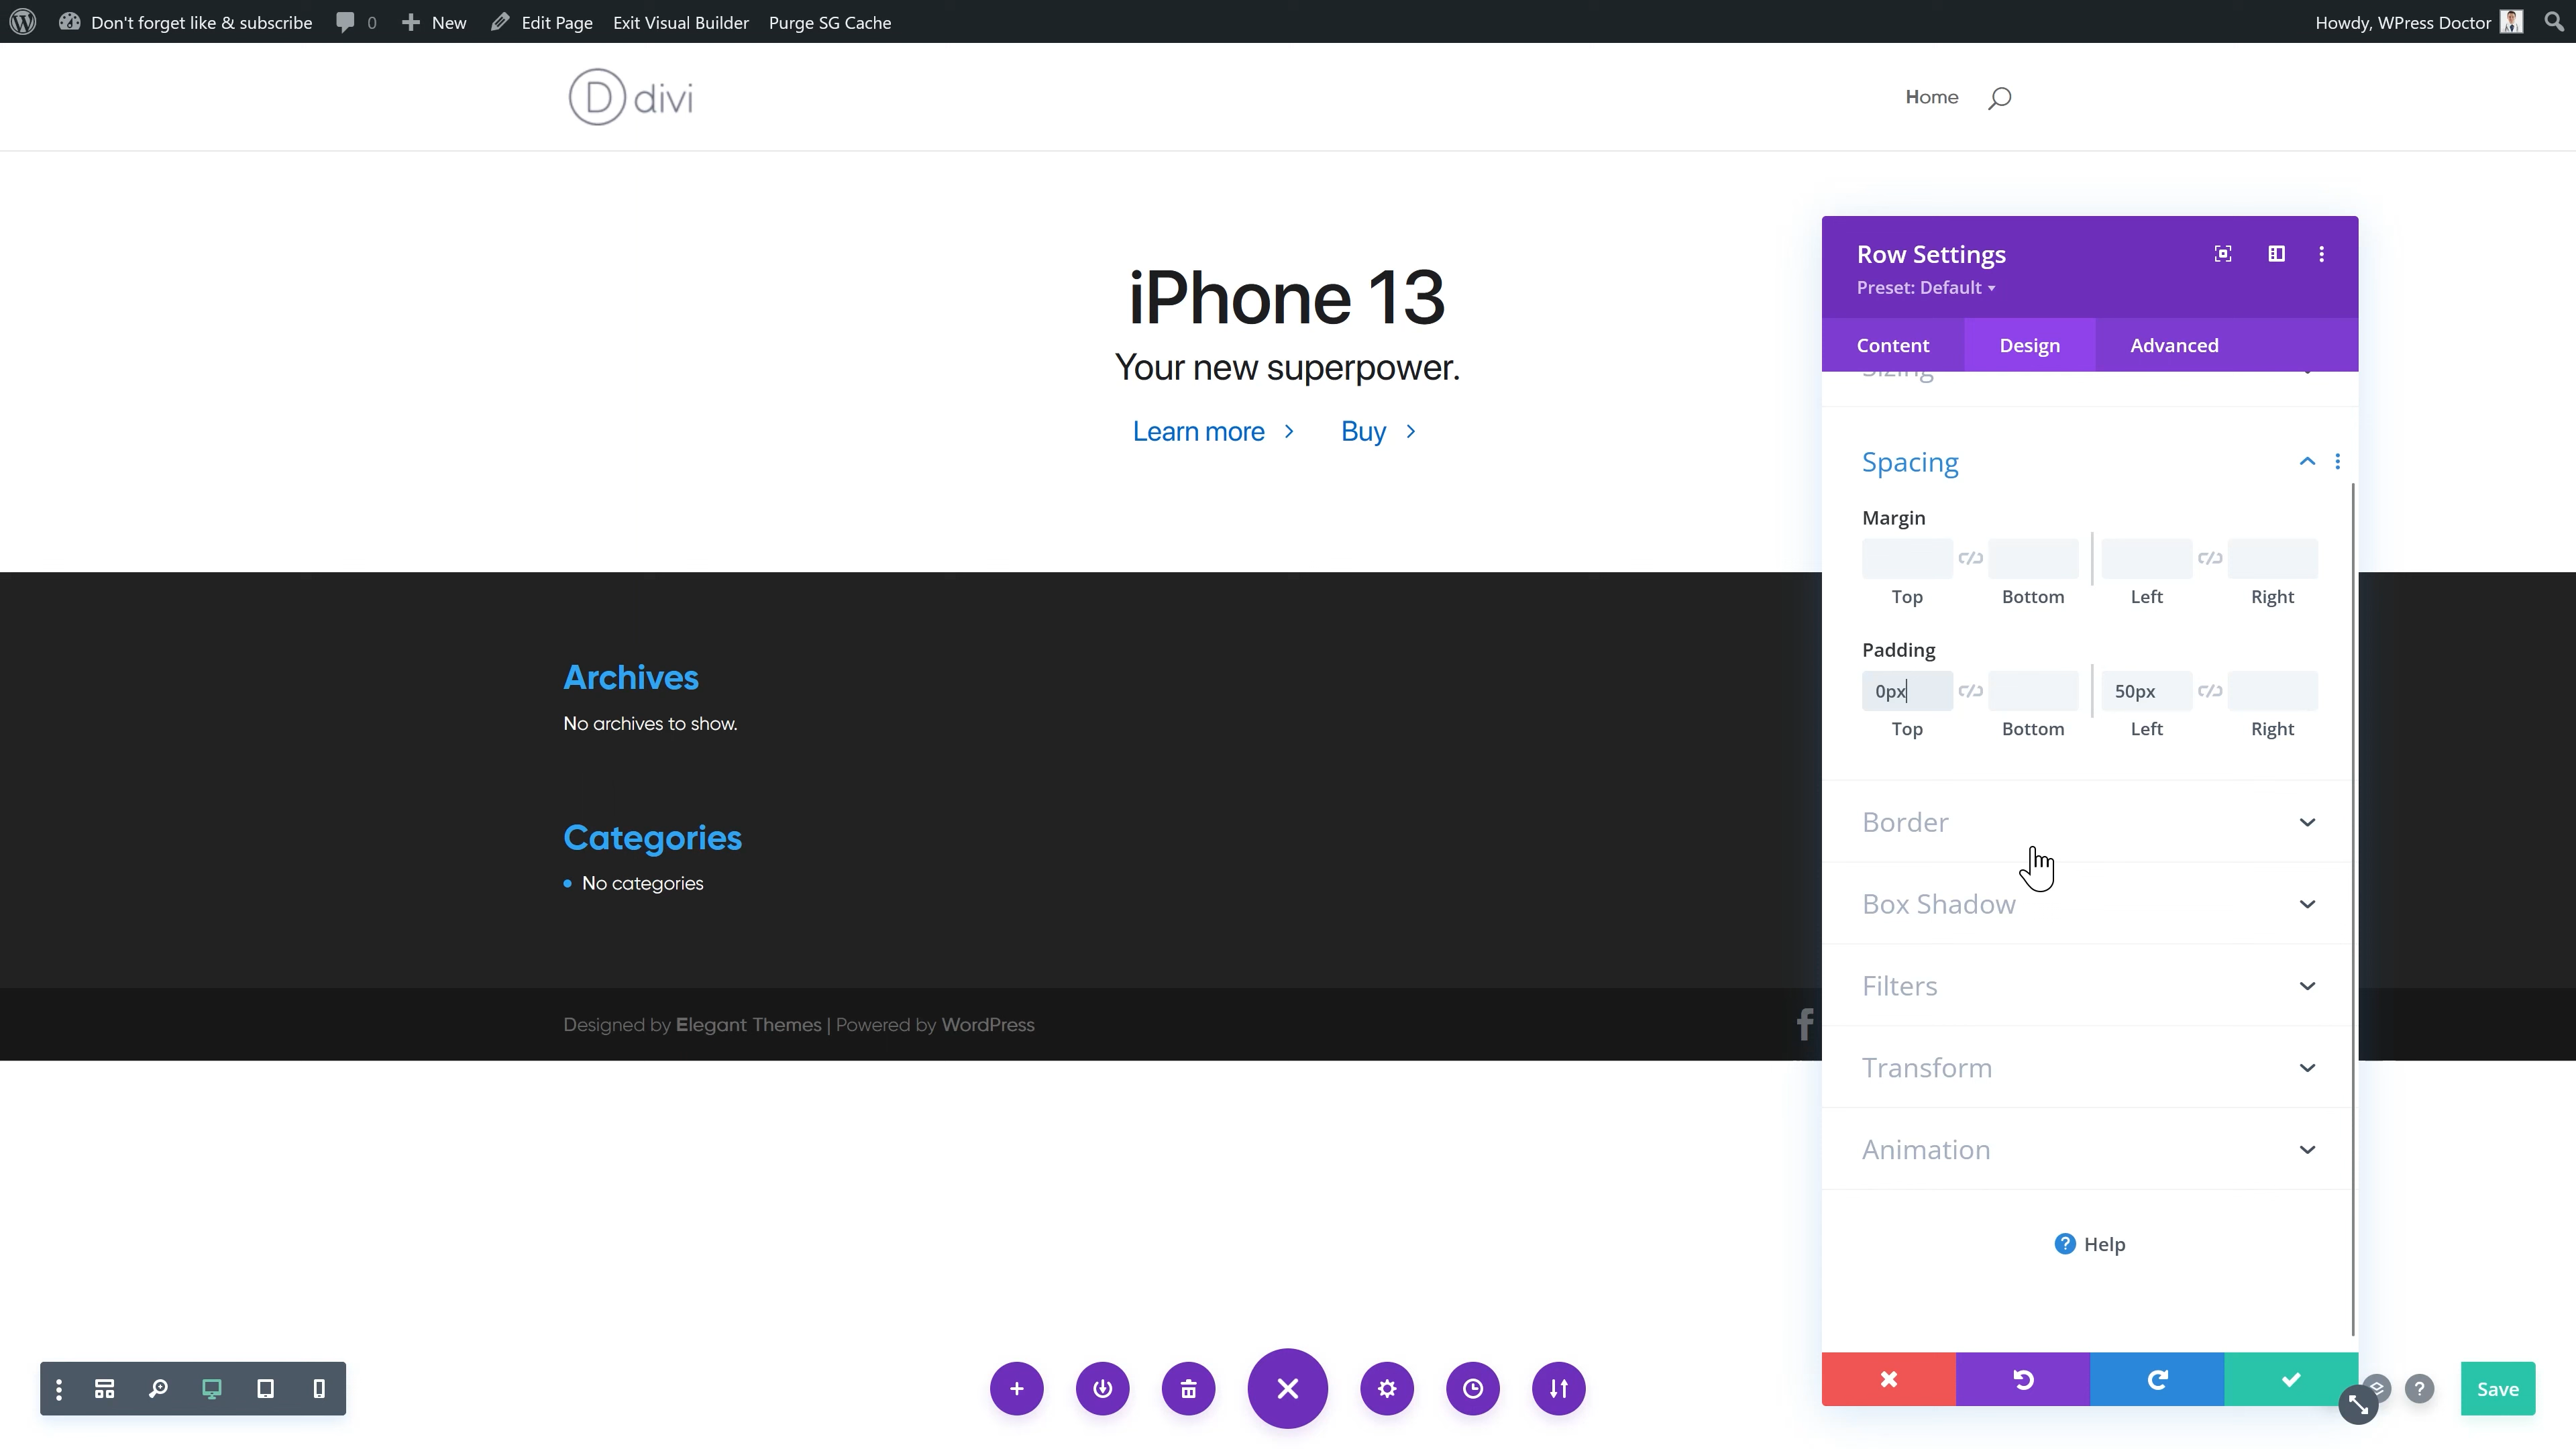 Don't forget like & subscribe 0 New Edit Page Exit Visual Builder Purge SG Cache Howdy, WPress Doctor
D divi
Home
iPhone 13
Your new superpower.
Learn more > Buy >
Row Settings
Preset: Default
Content Design Advanced
Sizing
Spacing
Margin
Top Bottom Left Right
Padding
0px 50px
Top Bottom Left Right
Border
Box Shadow
Filters
Transform
Animation
Help
Archives
No archives to show.
Categories
No categories
Designed by Elegant Themes | Powered by WordPress
Save